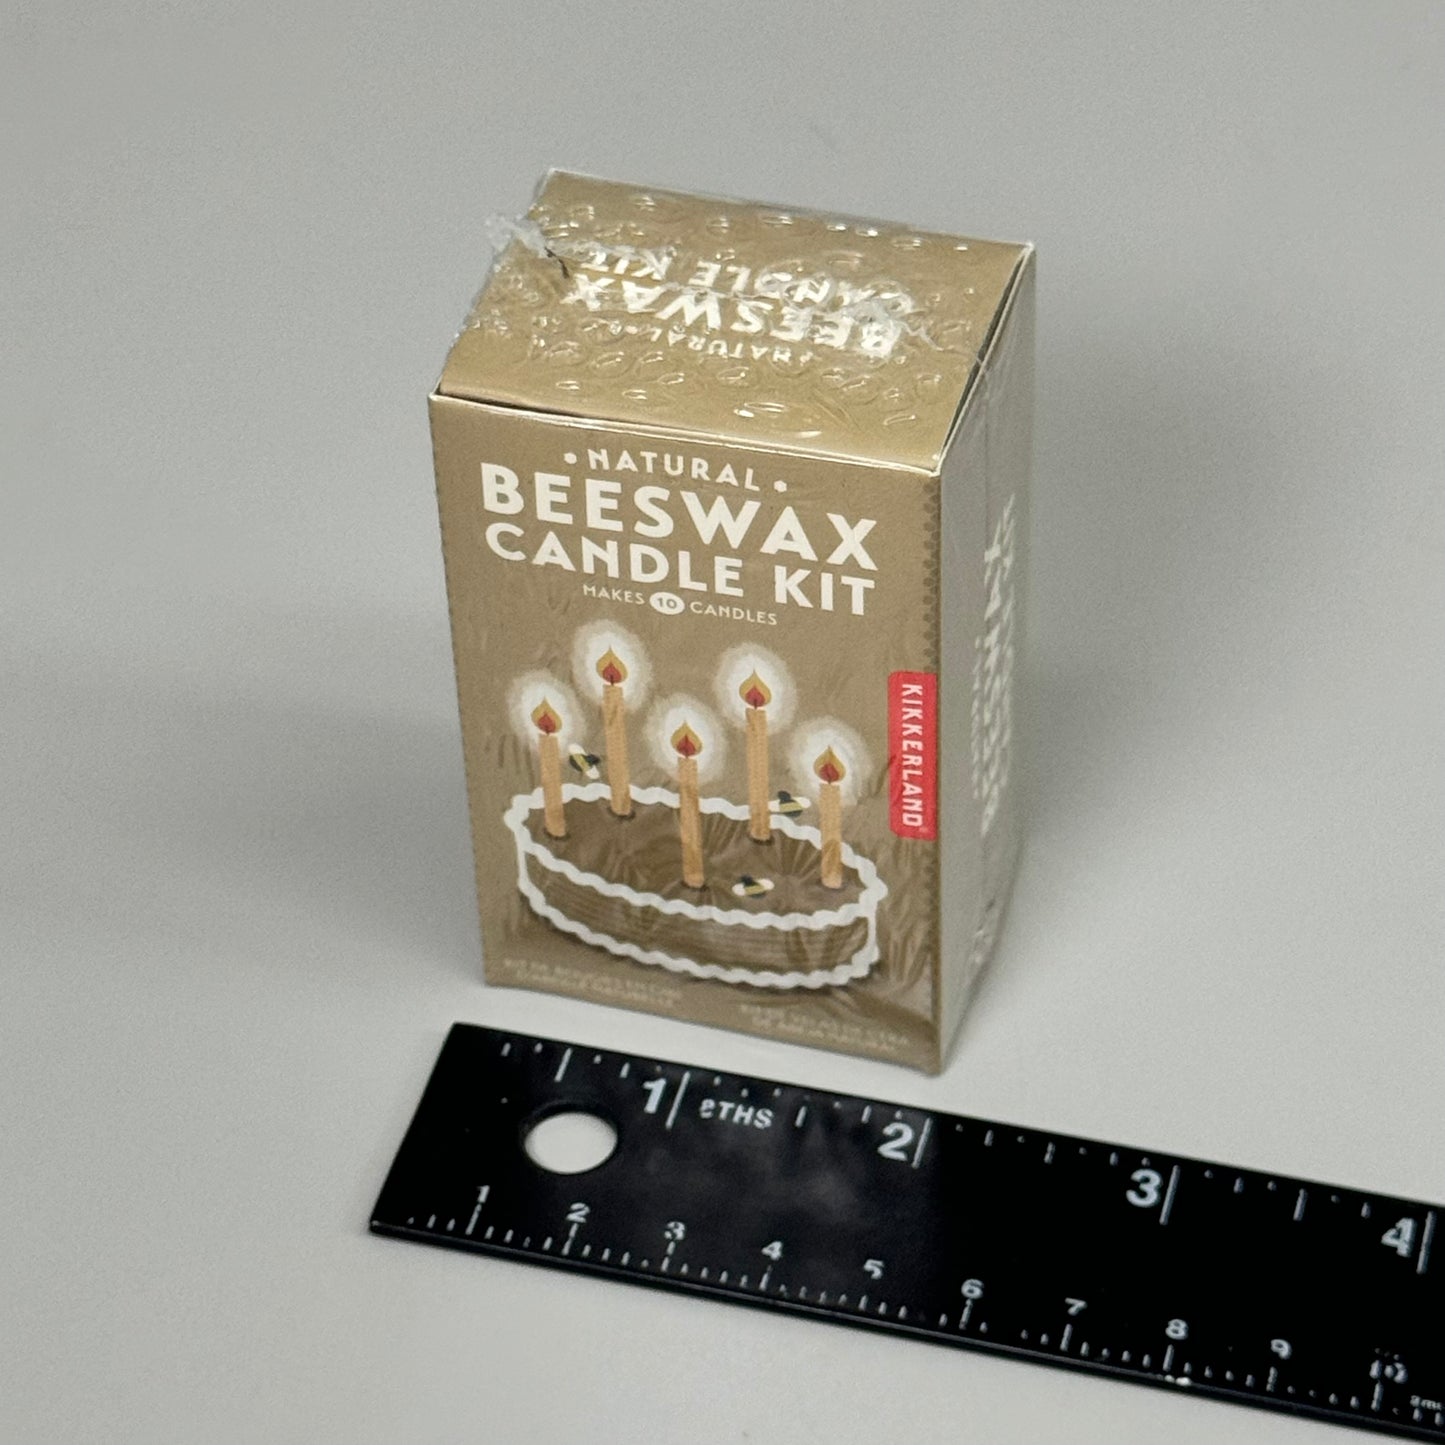 • NATURAL •
BEESWAX
CANDLE KIT
• NATURAL •
BEESWAX
CANDLE KIT
MAKES 10 CANDLES
KIKKERLAND
1 8THS 2 3 4
1 2 3 4 5 6 7 8 9 10